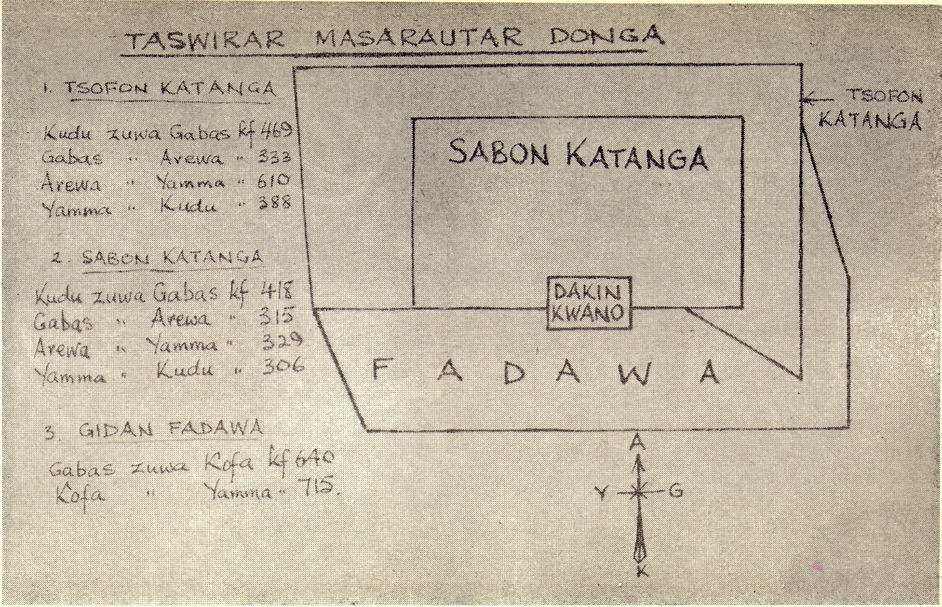 TASWIRAR MASARAUTAR DONGA
1. TSOFON KATANGA
Kudu zuwa Gabas kf 469
Gabas " Arewa " 333
Arewa " Yamma " 610
Yamma " Kudu " 388
2. SABON KATANGA
Kudu zuwa Gabas kf 418
Gabas " Arewa " 315
Arewa " Yamma " 329
Yamma " Kudu " 306
3. GIDAN FADAWA
Gabas zuwa Kofa kf 640
Kofa " Yamma " 715.
TSOFON
KATANGA
SABON KATANGA
DAKIN
KWANO
FADAWA
A
Y G
K